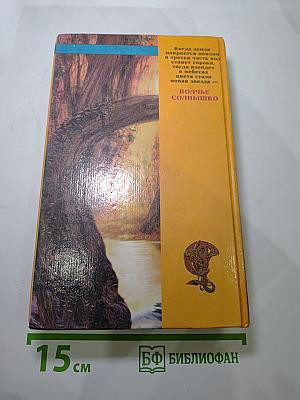 Когда земля
покроется пеплом
и третья часть вод
станет горька,
тогда взойдет
в небесах
цвета стали
новая звезда —
ВОЛЧЬЕ
СОЛНЫШКО
15 см
БФ БИБЛИОФАН